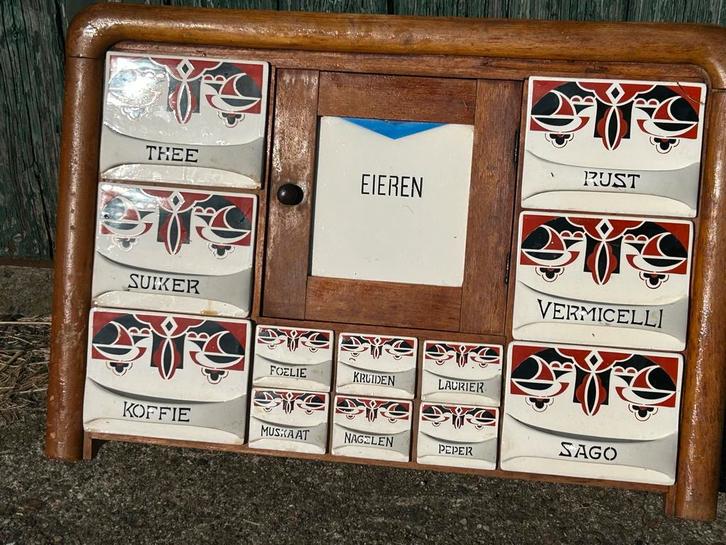 THEE
SUIKER
KOFFIE
EIEREN
RUST
VERMICELLI
SAGO
FOELIE
KRUIDEN
LAURIER
MUSKAAT
NAGELEN
PEPER